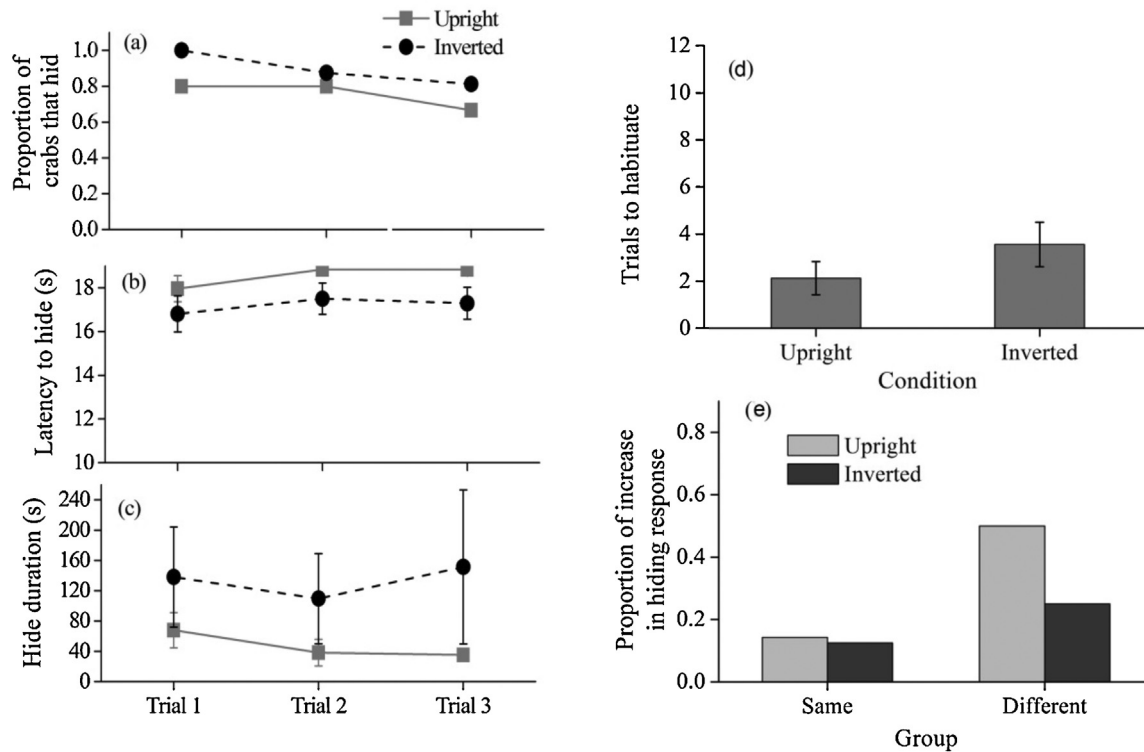 Upright
Inverted
(a)
Proportion of
crabs that hid
1.0
0.8
0.6
0.4
0.2
0.0
(b)
Latency to hide (s)
18
16
14
12
10
(c)
Hide duration (s)
240
200
160
120
80
40
0
Trial 1 Trial 2 Trial 3
(d)
Trials to habituate
12
10
8
6
4
2
0
Upright Inverted
Condition
(e)
Upright
Inverted
Proportion of increase
in hiding response
0.8
0.6
0.4
0.2
0.0
Same Different
Group